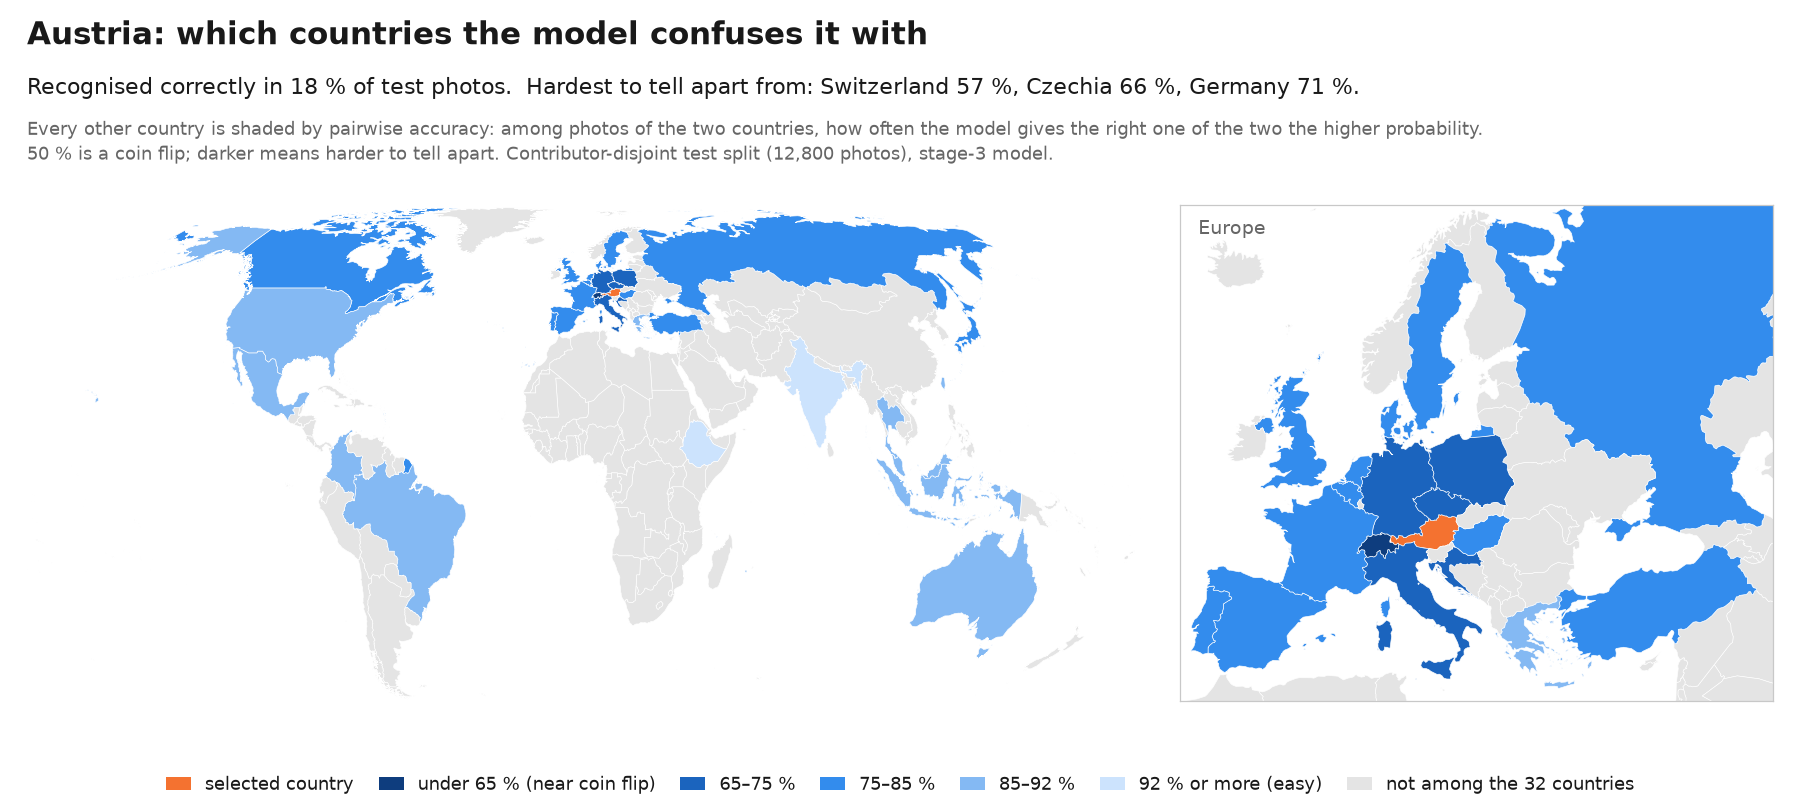 Austria: which countries the model confuses it with
Recognised correctly in 18 % of test photos.  Hardest to tell apart from: Switzerland 57 %, Czechia 66 %, Germany 71 %.
Every other country is shaded by pairwise accuracy: among photos of the two countries, how often the model gives the right one of the two the higher probability.
50 % is a coin flip; darker means harder to tell apart. Contributor-disjoint test split (12,800 photos), stage-3 model.
Europe
selected country
under 65 % (near coin flip)
65–75 %
75–85 %
85–92 %
92 % or more (easy)
not among the 32 countries